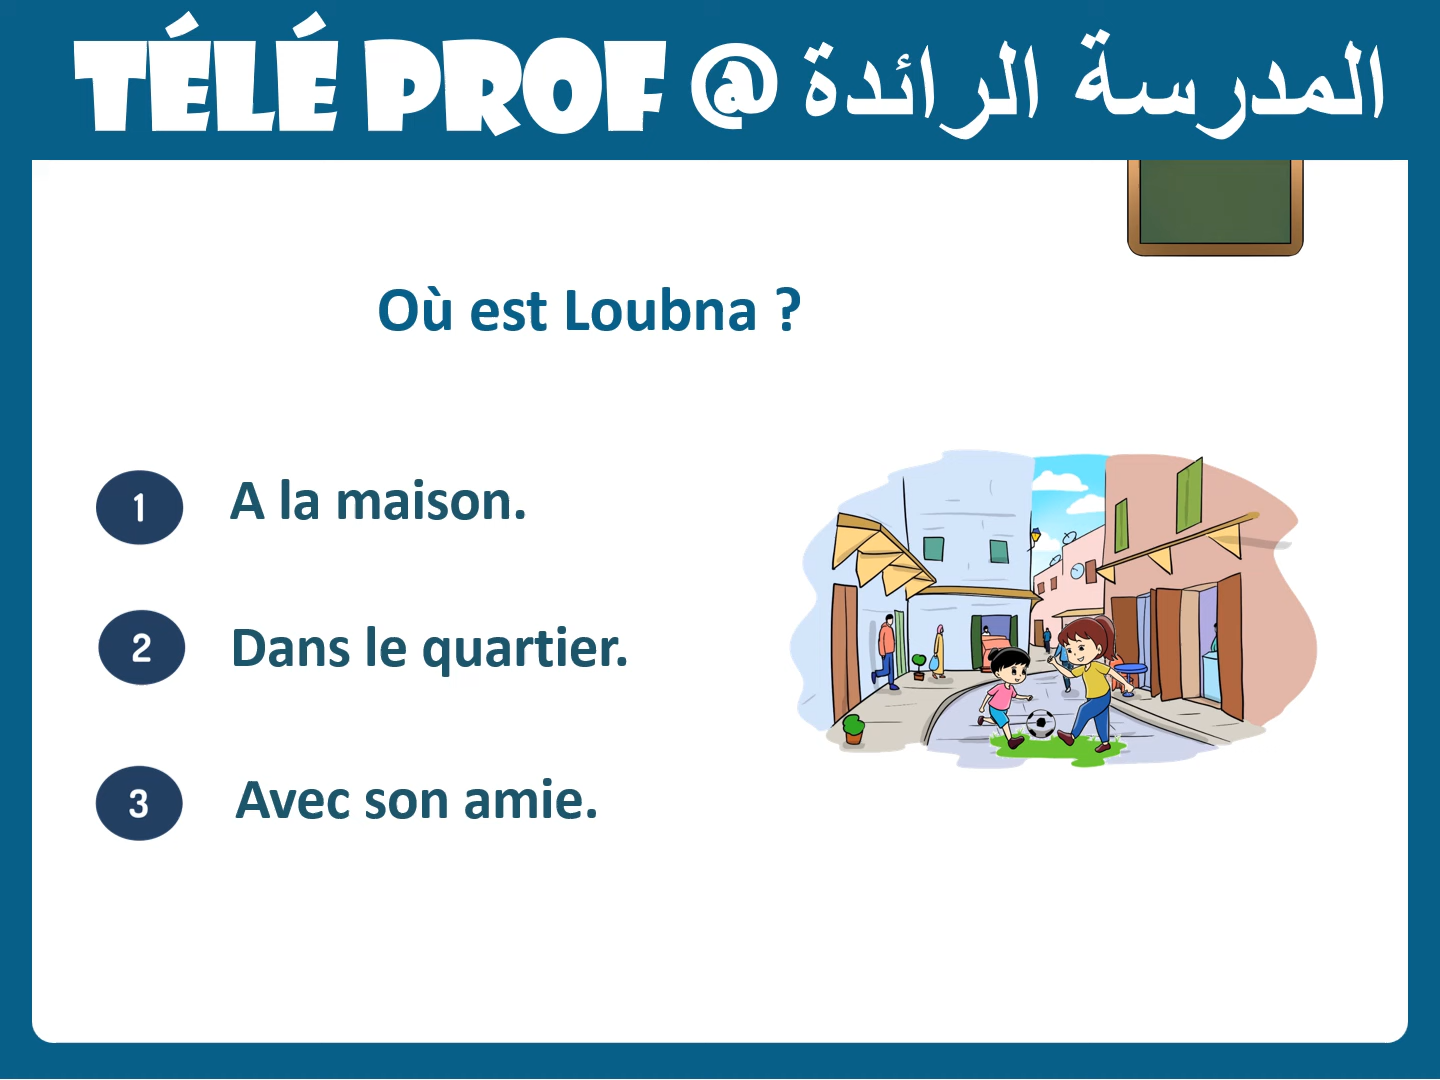 TÉLÉ PROF @ المدرسة الرائدة
Où est Loubna ?
1 A la maison.
2 Dans le quartier.
3 Avec son amie.